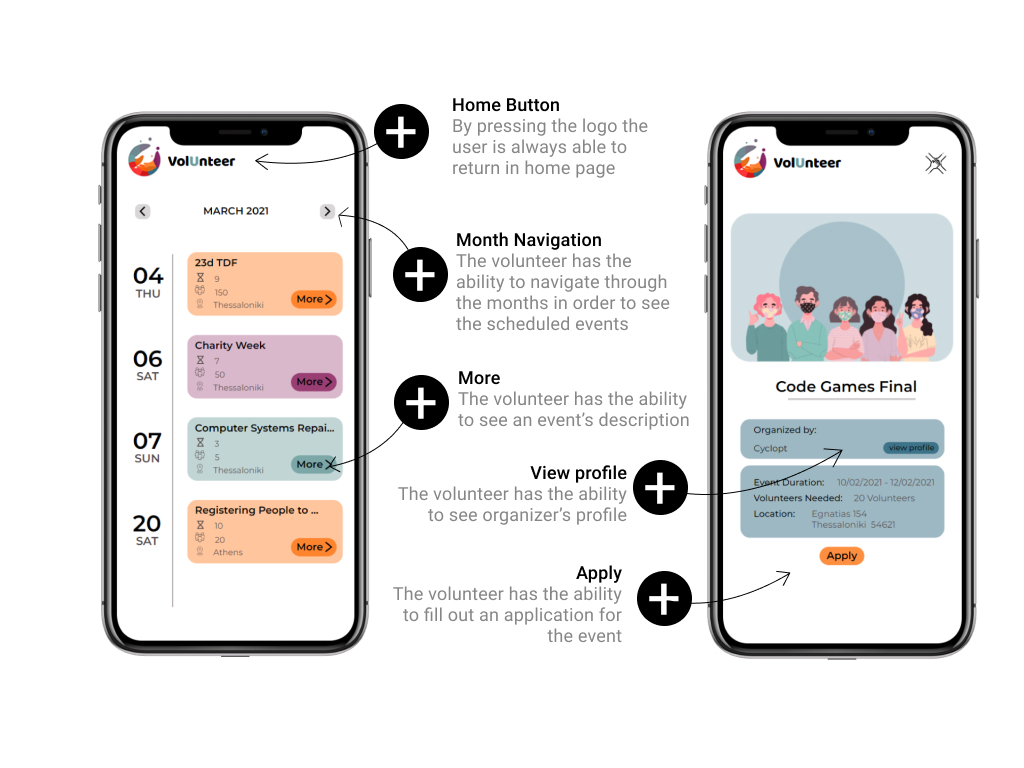 VolUnteer
MARCH 2021
04
THU
23d TDF
9
150
Thessaloniki
More
06
SAT
Charity Week
7
50
Thessaloniki
More
07
SUN
Computer Systems Repai...
3
5
Thessaloniki
More
20
SAT
Registering People to ...
10
20
Athens
More
Home Button
By pressing the logo the
user is always able to
return in home page
Month Navigation
The volunteer has the
ability to navigate through
the months in order to see
the scheduled events
More
The volunteer has the ability
to see an event's description
View profile
The volunteer has the ability
to see organizer's profile
Apply
The volunteer has the ability
to fill out an application for
the event
VolUnteer
Code Games Final
Organized by:
Cyclopt
view profile
Event Duration: 10/02/2021 - 12/02/2021
Volunteers Needed: 20 Volunteers
Location: Egnatias 154
Thessaloniki 54621
Apply